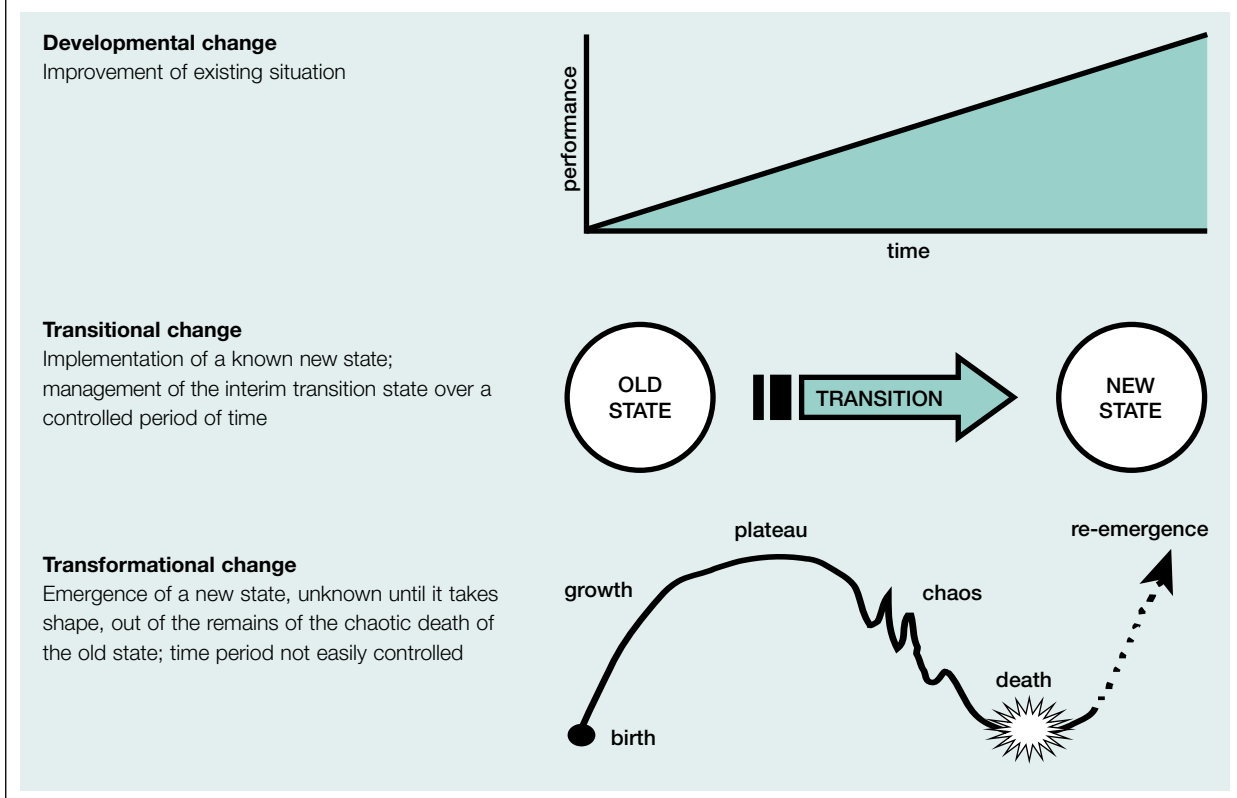 Developmental change
Improvement of existing situation
performance
time
Transitional change
Implementation of a known new state;
management of the interim transition state over a
controlled period of time
OLD
STATE
TRANSITION
NEW
STATE
Transformational change
Emergence of a new state, unknown until it takes
shape, out of the remains of the chaotic death of
the old state; time period not easily controlled
plateau
re-emergence
growth
chaos
death
birth